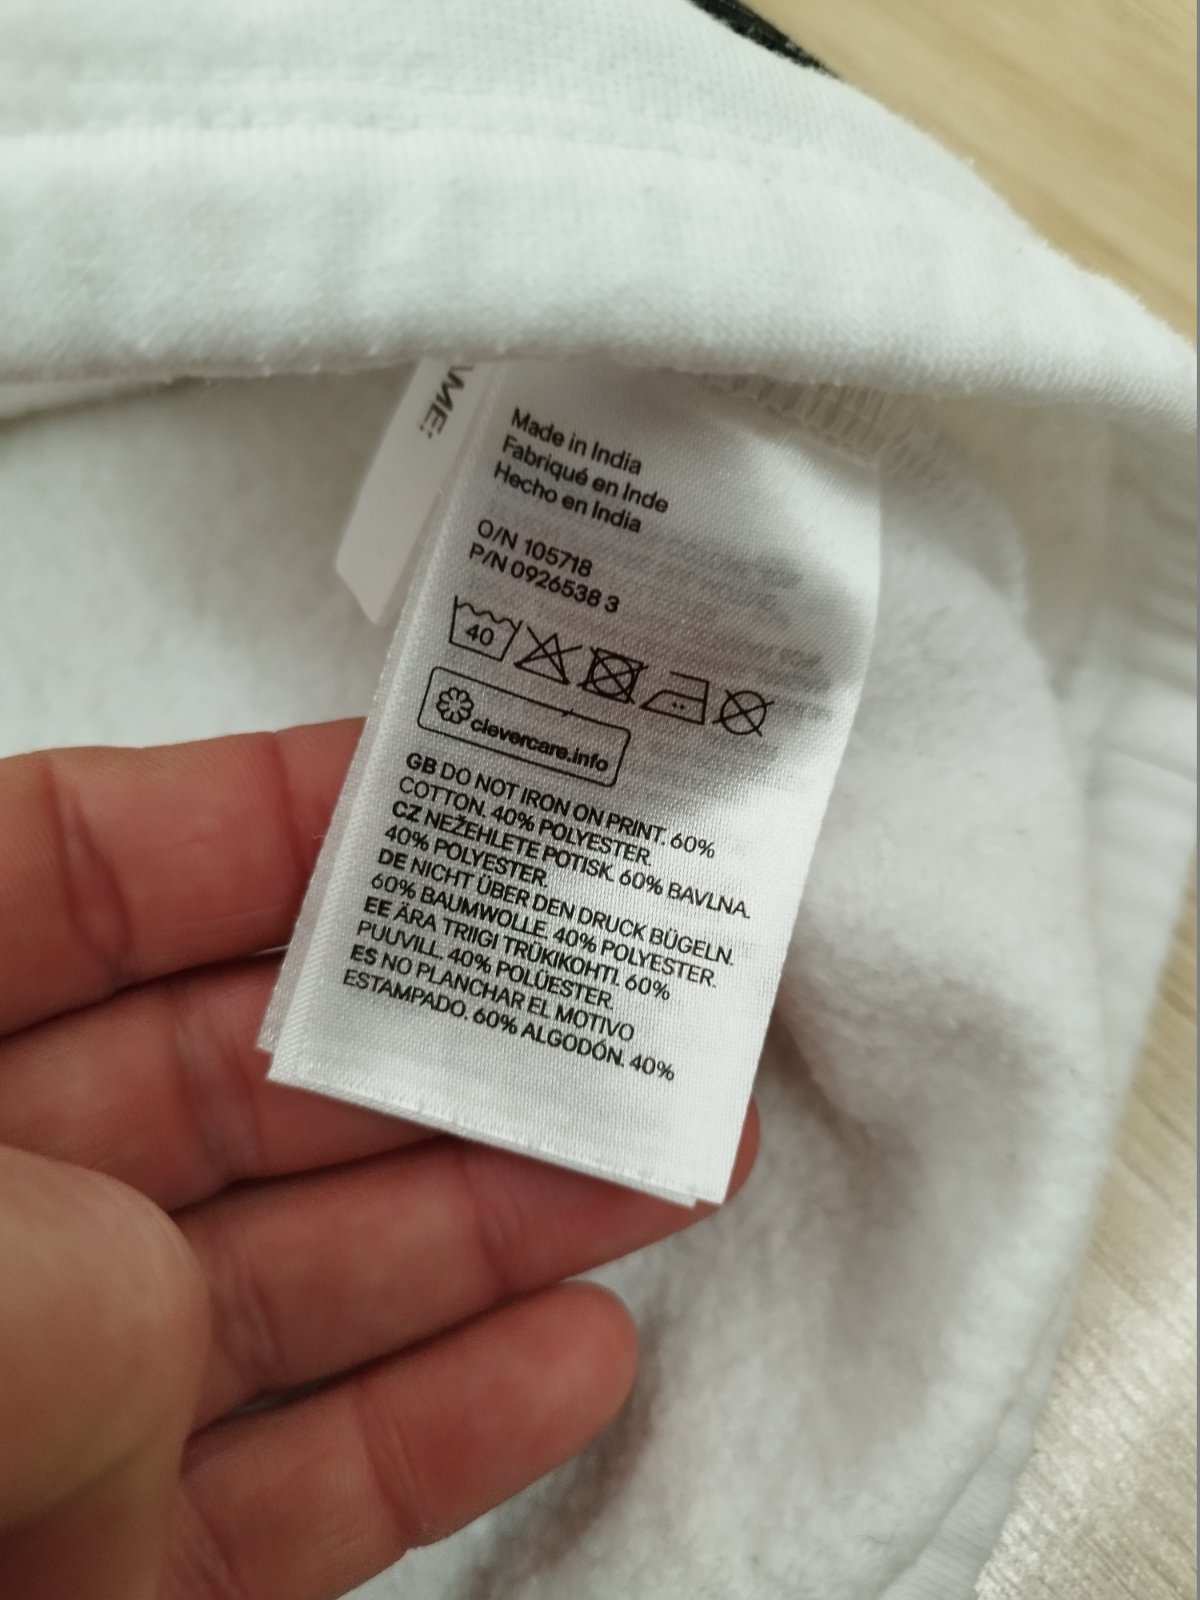 Made in India
Fabriqué en Inde
Hecho en India
O/N 105718
P/N 0926538 3
40
clevercare.info
GB DO NOT IRON ON PRINT. 60%
COTTON. 40% POLYESTER.
CZ NEŽEHLETE POTISK. 60% BAVLNA.
40% POLYESTER.
DE NICHT ÜBER DEN DRUCK BÜGELN.
60% BAUMWOLLE. 40% POLYESTER.
EE ÄRA TRIIGI TRÜKIKOHTI. 60%
PUUVILL. 40% POLÜESTER.
ES NO PLANCHAR EL MOTIVO
ESTAMPADO. 60% ALGODÓN. 40%